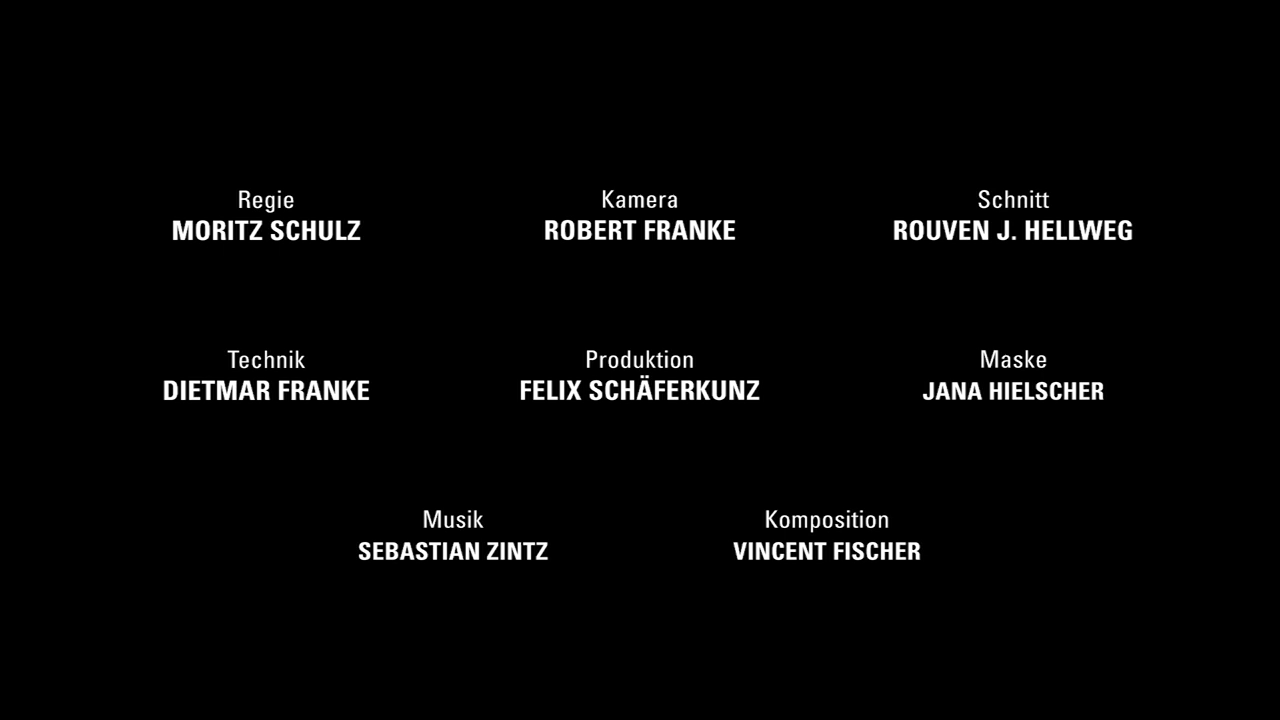 Regie
MORITZ SCHULZ
Kamera
ROBERT FRANKE
Schnitt
ROUVEN J. HELLWEG
Technik
DIETMAR FRANKE
Produktion
FELIX SCHÄFERKUNZ
Maske
JANA HIELSCHER
Musik
SEBASTIAN ZINTZ
Komposition
VINCENT FISCHER